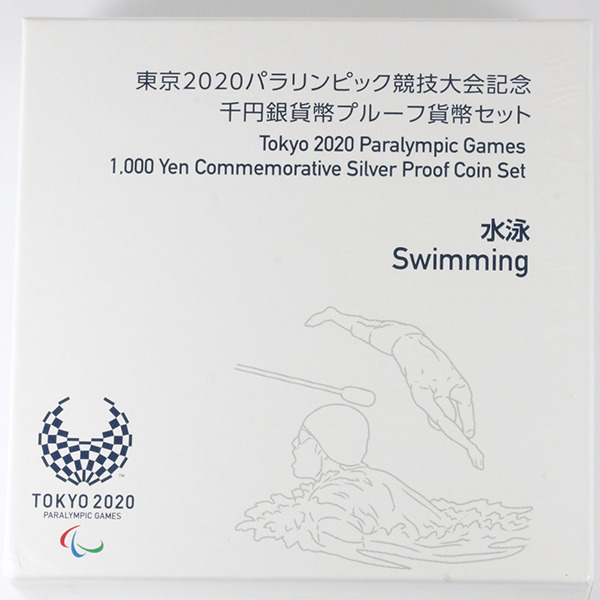 東京2020パラリンピック競技大会記念
千円銀貨幣プルーフ貨幣セット
Tokyo 2020 Paralympic Games
1,000 Yen Commemorative Silver Proof Coin Set
水泳
Swimming
TM
TOKYO 2020
PARALYMPIC GAMES